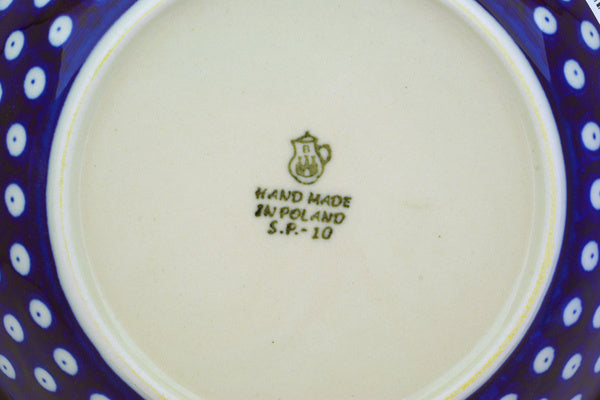 B
HAND MADE
IN POLAND
S.P.-10